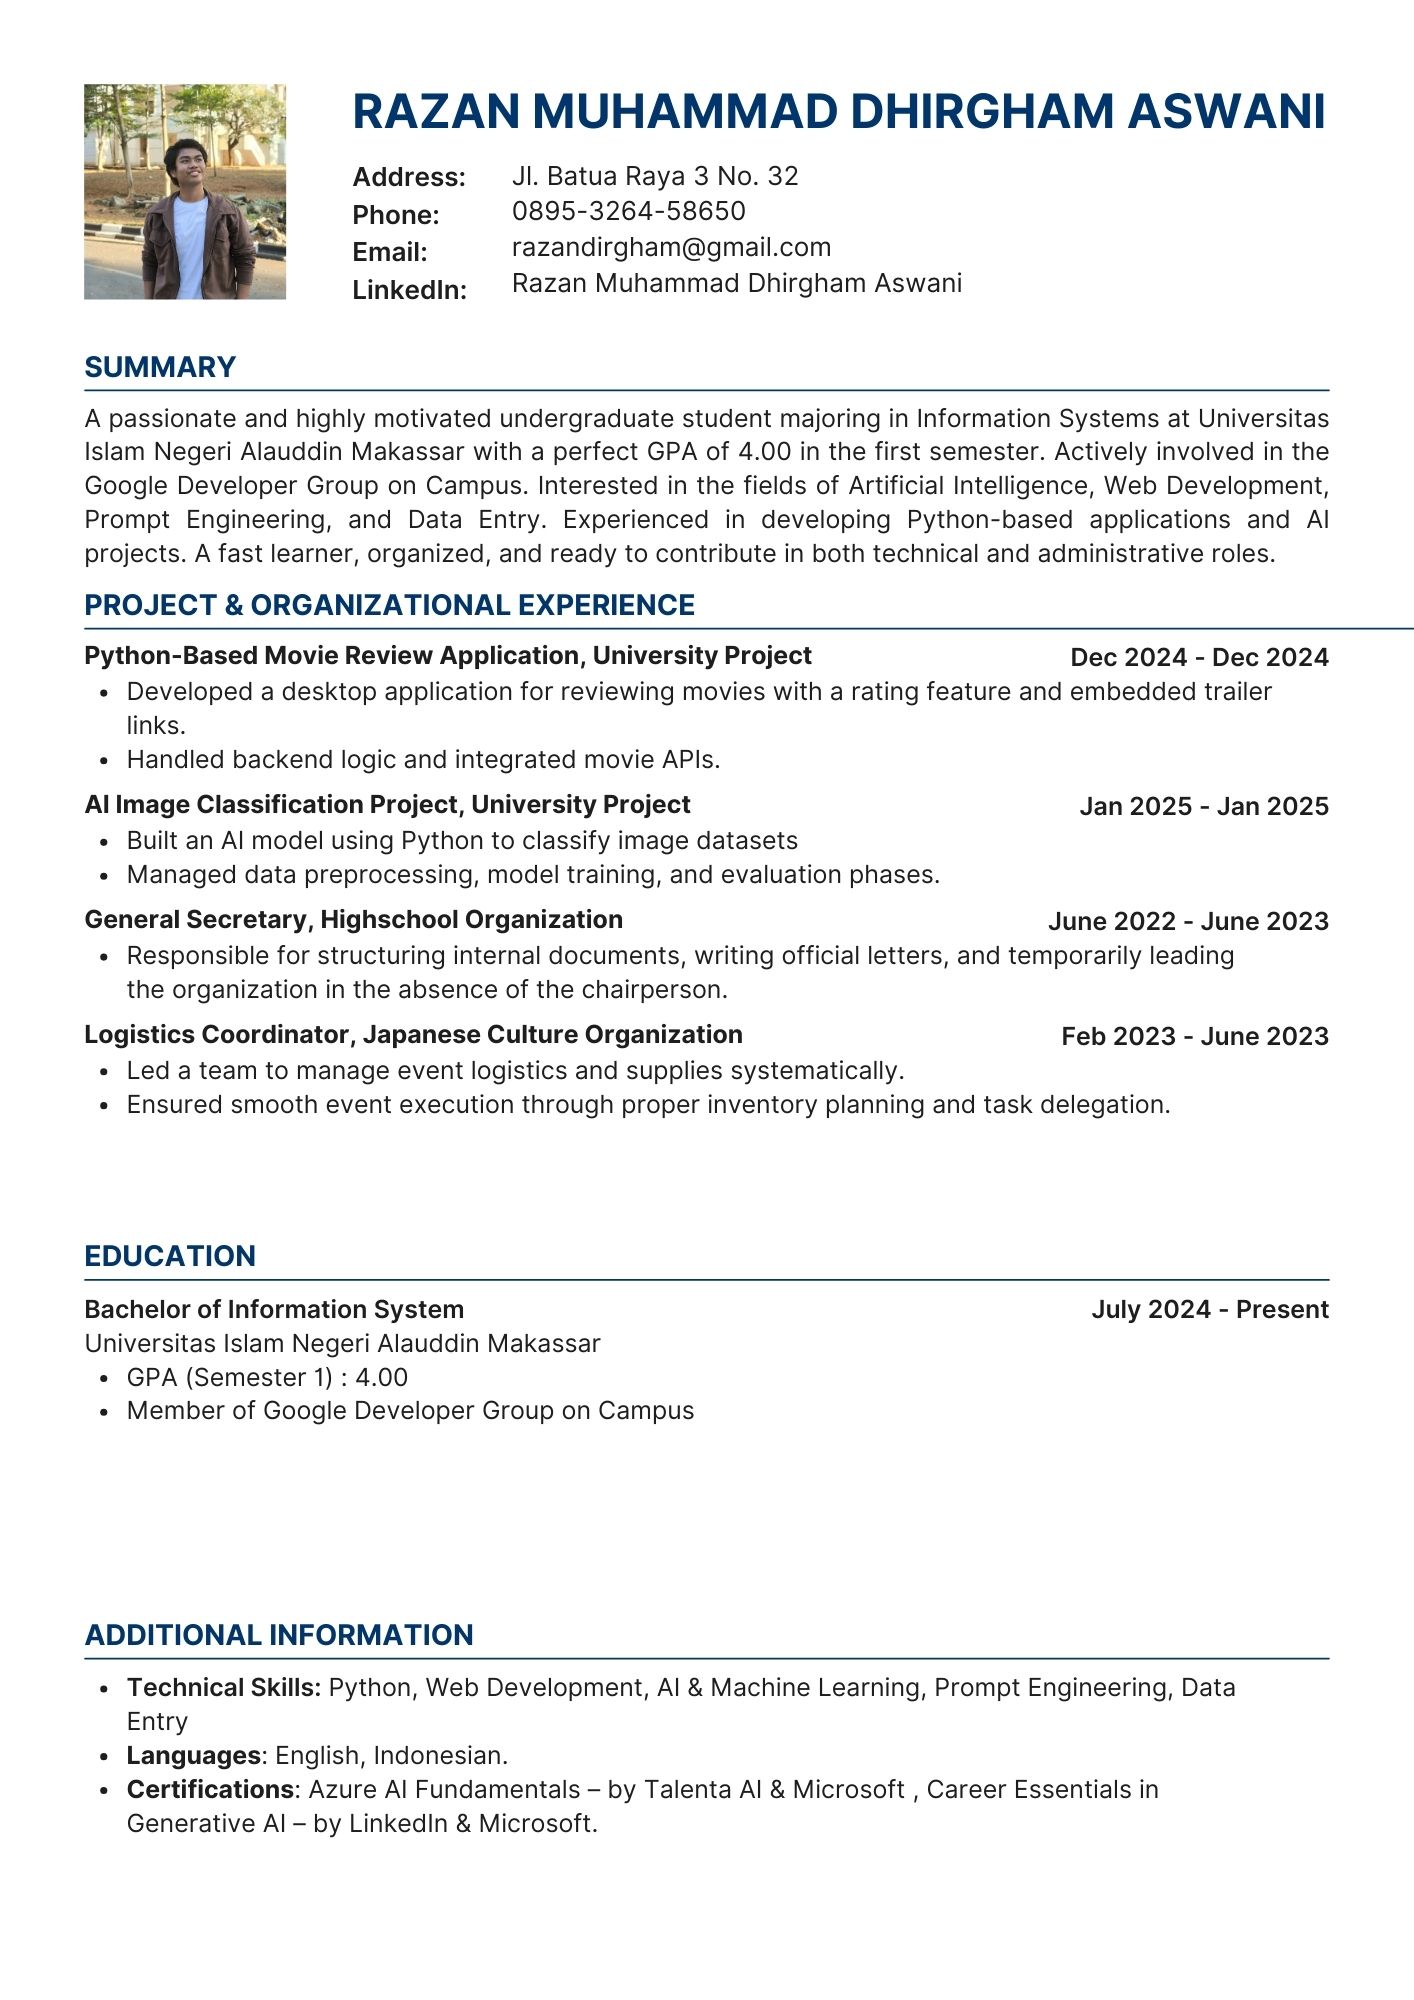 RAZAN MUHAMMAD DHIRGHAM ASWANI
Address: Jl. Batua Raya 3 No. 32
Phone: 0895-3264-58650
Email: razandirgham@gmail.com
LinkedIn: Razan Muhammad Dhirgham Aswani
SUMMARY
A passionate and highly motivated undergraduate student majoring in Information Systems at Universitas
Islam Negeri Alauddin Makassar with a perfect GPA of 4.00 in the first semester. Actively involved in the
Google Developer Group on Campus. Interested in the fields of Artificial Intelligence, Web Development,
Prompt Engineering, and Data Entry. Experienced in developing Python-based applications and AI
projects. A fast learner, organized, and ready to contribute in both technical and administrative roles.
PROJECT & ORGANIZATIONAL EXPERIENCE
Python-Based Movie Review Application, University Project Dec 2024 - Dec 2024
• Developed a desktop application for reviewing movies with a rating feature and embedded trailer
links.
• Handled backend logic and integrated movie APIs.
AI Image Classification Project, University Project Jan 2025 - Jan 2025
• Built an AI model using Python to classify image datasets
• Managed data preprocessing, model training, and evaluation phases.
General Secretary, Highschool Organization June 2022 - June 2023
• Responsible for structuring internal documents, writing official letters, and temporarily leading
the organization in the absence of the chairperson.
Logistics Coordinator, Japanese Culture Organization Feb 2023 - June 2023
• Led a team to manage event logistics and supplies systematically.
• Ensured smooth event execution through proper inventory planning and task delegation.
EDUCATION
Bachelor of Information System July 2024 - Present
Universitas Islam Negeri Alauddin Makassar
• GPA (Semester 1) : 4.00
• Member of Google Developer Group on Campus
ADDITIONAL INFORMATION
• Technical Skills: Python, Web Development, AI & Machine Learning, Prompt Engineering, Data
Entry
• Languages: English, Indonesian.
• Certifications: Azure AI Fundamentals – by Talenta AI & Microsoft , Career Essentials in
Generative AI – by LinkedIn & Microsoft.